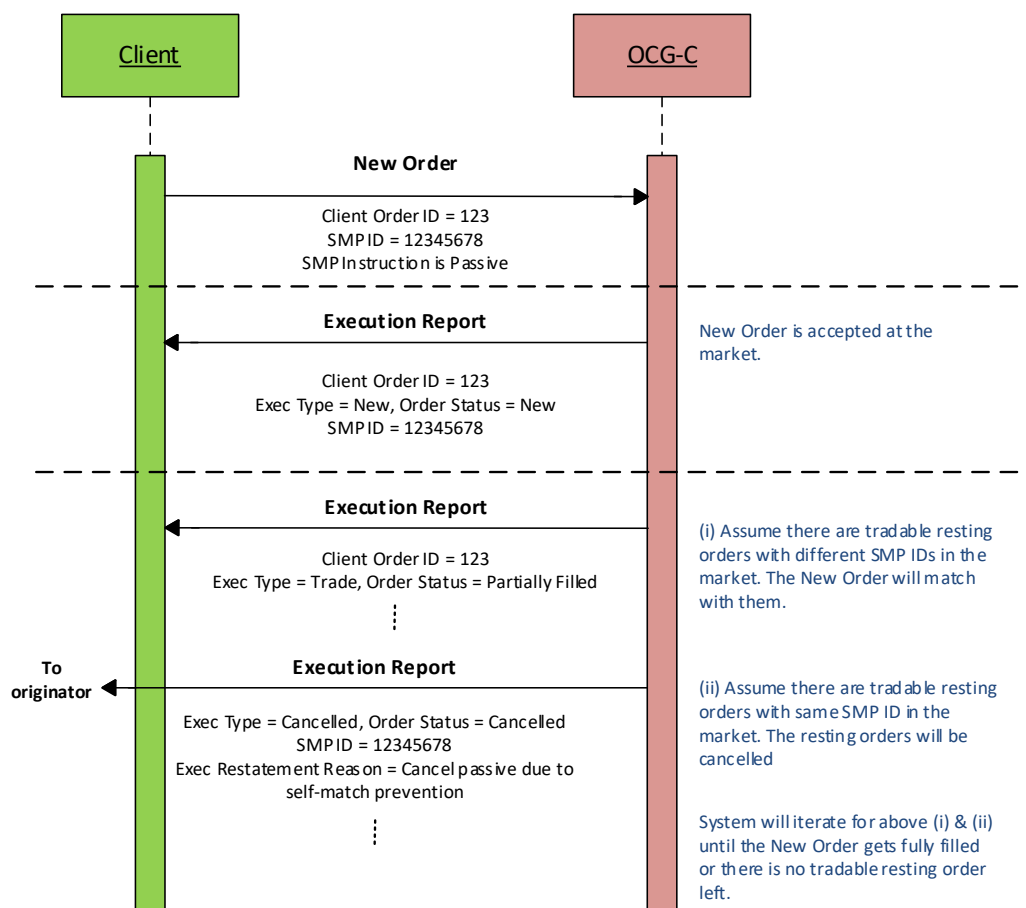 Client
OCG-C
New Order
Client Order ID = 123
SMP ID = 12345678
SMP Instruction is Passive
Execution Report
New Order is accepted at the
market.
Client Order ID = 123
Exec Type = New, Order Status = New
SMP ID = 12345678
Execution Report
(i) Assume there are tradable resting
orders with different SMP IDs in the
market. The New Order will match
with them.
Client Order ID = 123
Exec Type = Trade, Order Status = Partially Filled
Execution Report
To
originator
(ii) Assume there are tradable resting
orders with same SMP ID in the
market. The resting orders will be
cancelled
Exec Type = Cancelled, Order Status = Cancelled
SMP ID = 12345678
Exec Restatement Reason = Cancel passive due to
self-match prevention
System will iterate for above (i) & (ii)
until the New Order gets fully filled
or there is no tradable resting order
left.